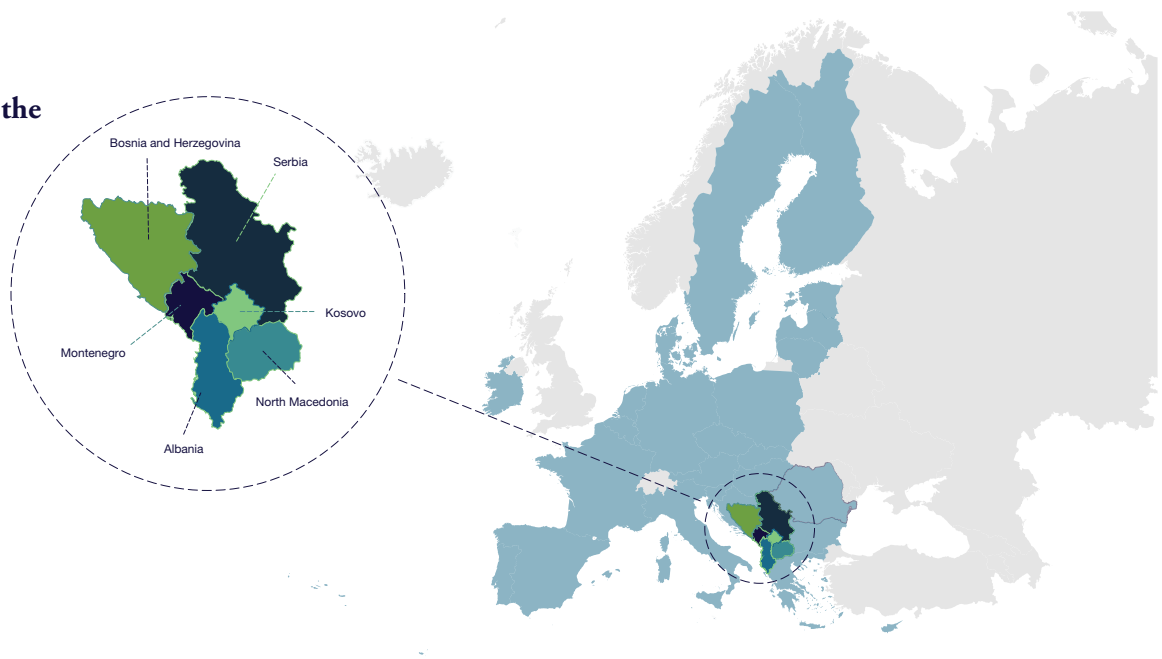 the
Bosnia and Herzegovina
Serbia
Kosovo
Montenegro
North Macedonia
Albania